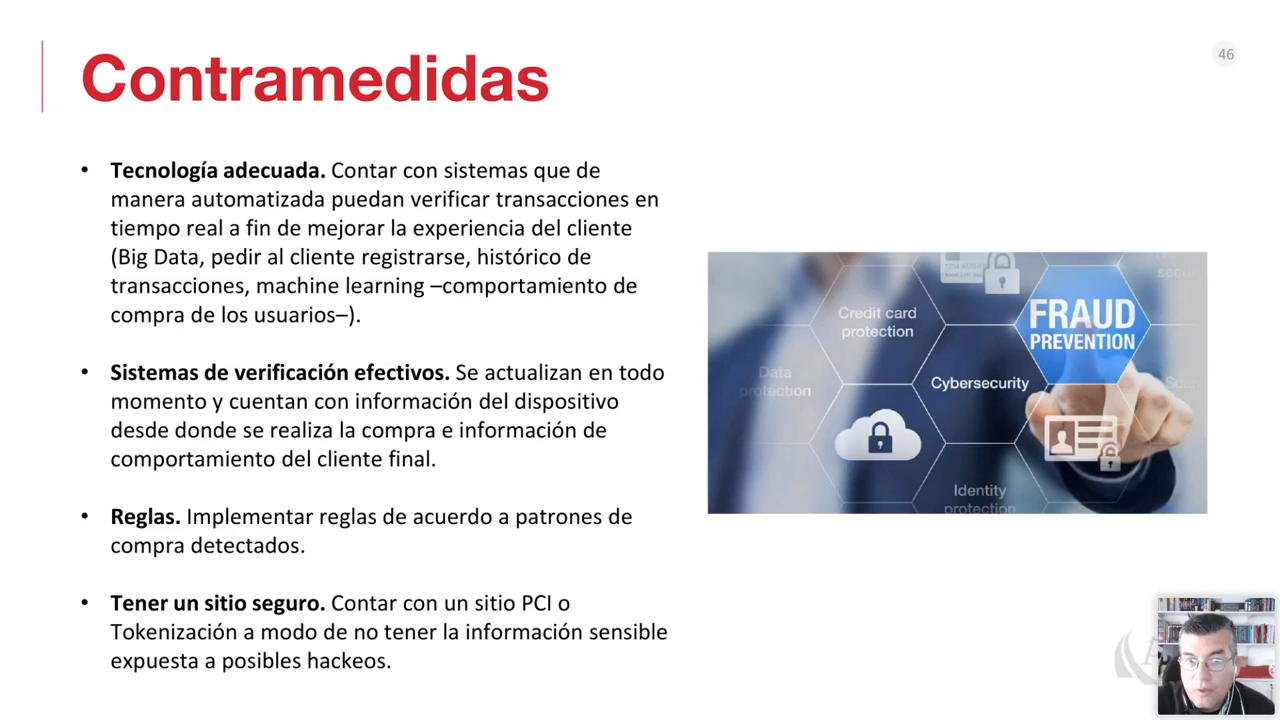 46
Contramedidas
• Tecnología adecuada. Contar con sistemas que de
manera automatizada puedan verificar transacciones en
tiempo real a fin de mejorar la experiencia del cliente
(Big Data, pedir al cliente registrarse, histórico de
transacciones, machine learning –comportamiento de
compra de los usuarios–).
• Sistemas de verificación efectivos. Se actualizan en todo
momento y cuentan con información del dispositivo
desde donde se realiza la compra e información de
comportamiento del cliente final.
• Reglas. Implementar reglas de acuerdo a patrones de
compra detectados.
• Tener un sitio seguro. Contar con un sitio PCI o
Tokenización a modo de no tener la información sensible
expuesta a posibles hackeos.
Credit card
protection
FRAUD
PREVENTION
Data
protection
Cybersecurity
Identity
protection